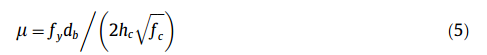 μ = f_y d_b / (2h_c √f_c) (5)